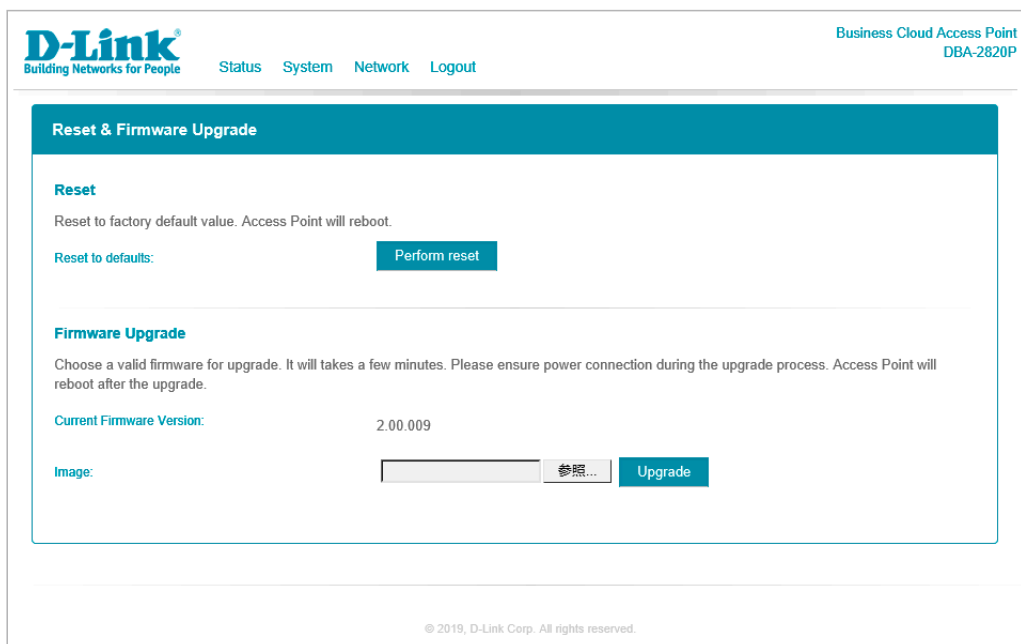 D-Link®
Building Networks for People
Status System Network Logout
Business Cloud Access Point
DBA-2820P
Reset & Firmware Upgrade
Reset
Reset to factory default value. Access Point will reboot.
Reset to defaults: Perform reset
Firmware Upgrade
Choose a valid firmware for upgrade. It will takes a few minutes. Please ensure power connection during the upgrade process. Access Point will
reboot after the upgrade.
Current Firmware Version: 2.00.009
Image: 参照... Upgrade
© 2019, D-Link Corp. All rights reserved.